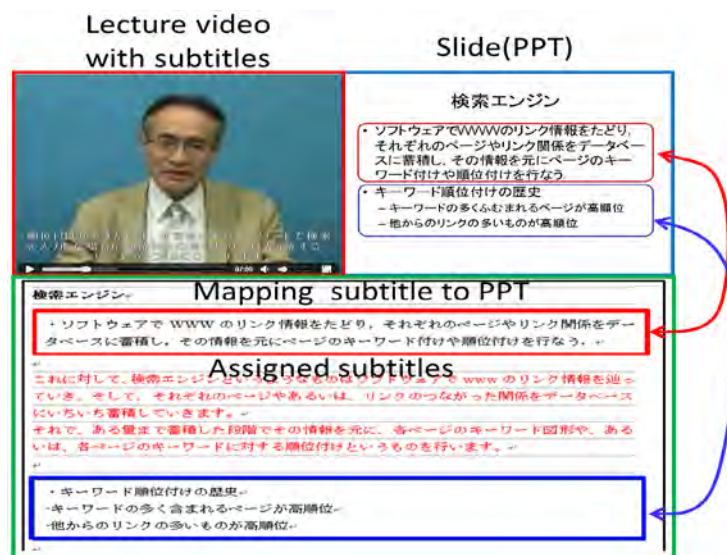 Lecture video
with subtitles
Slide(PPT)
検索エンジン
・ソフトウェアでWWWのリンク情報をたどり,
それぞれのページやリンク関係をデータベー
スに蓄積し,その情報を元にページのキー
ワード付けや順位付けを行なう
・キーワード順位付けの歴史
－キーワードの多くふむまれるページが高順位
－他からのリンクの多いものが高順位
07:00
検索エンジン
Mapping subtitle to PPT
・ソフトウェアで WWW のリンク情報をたどり,それぞれのページやリンク関係をデー
タベースに蓄積し,その情報を元にページのキーワード付けや順位付けを行なう.
Assigned subtitles
これに対して、検索エンジンというようなものはソフトウェアで www のリンク情報を辿っ
ていき、そして、それぞれのページやあるいは、リンクのつながった関係をデータベース
にいちいち蓄積していきます。
それで、ある量まで蓄積した段階でその情報を元に、各ページのキーワード図形や、ある
いは、各ページのキーワードに対する順位付けというものを行います。
・キーワード順位付けの歴史
-キーワードの多く含まれるページが高順位
-他からのリンクの多いものが高順位